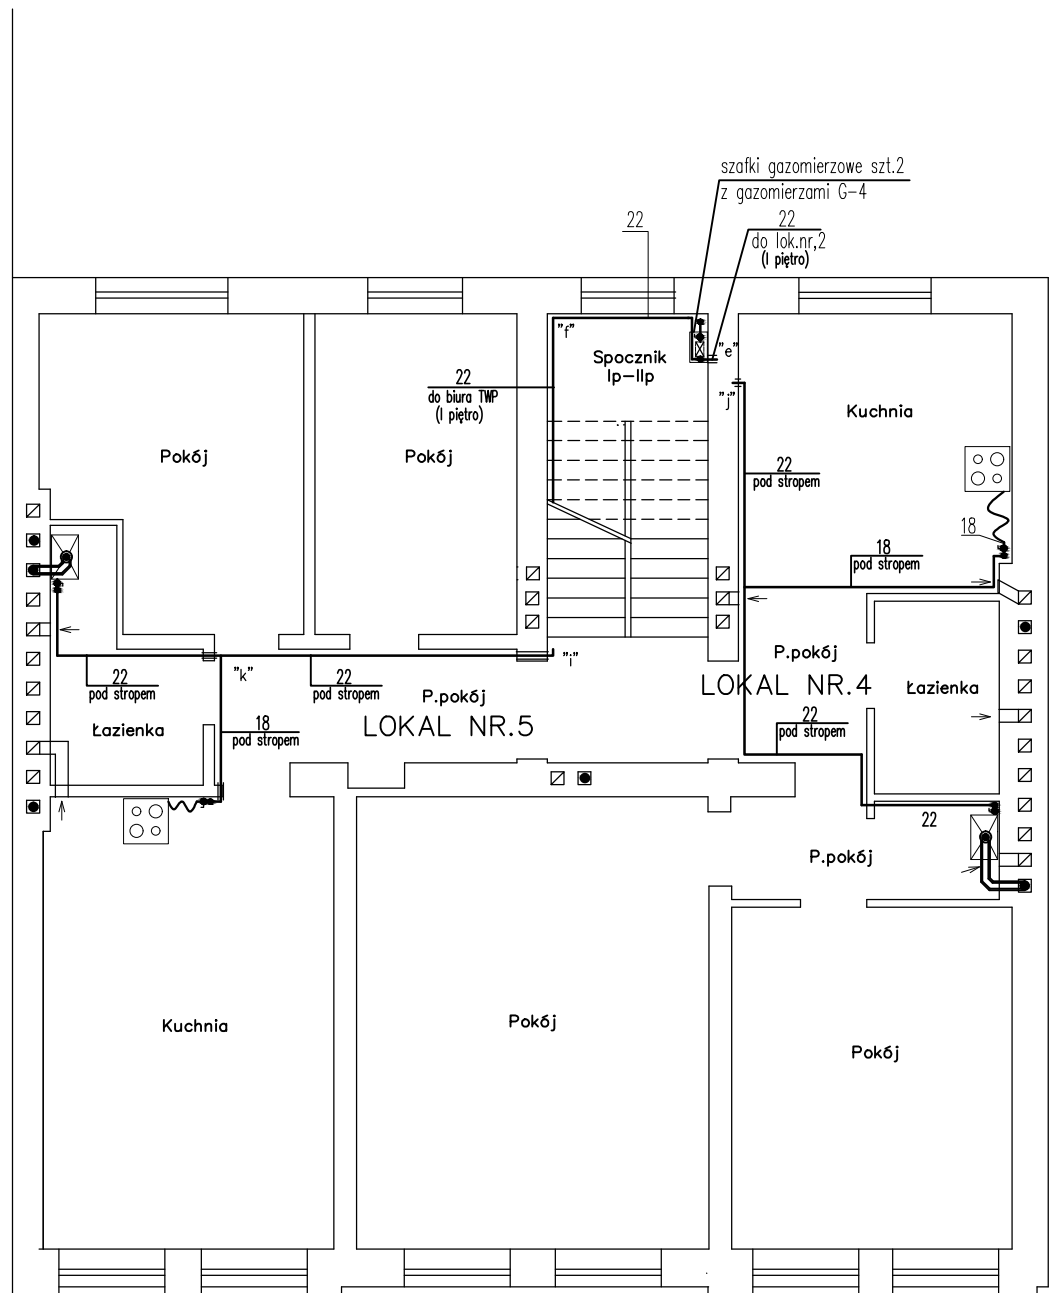 szafki gazomierzowe szt.2
z gazomierzami G-4
22
22
do lok.nr,2
(I piętro)
"f"
"e"
Spocznik
Ip-IIp
22
do biura TWP
(I piętro)
"j"
Kuchnia
Pokój
Pokój
22
pod stropem
18
18
pod stropem
"i"
P.pokój
"k"
22
pod stropem
22
pod stropem
P.pokój
LOKAL NR.4
Łazienka
Łazienka
18
pod stropem
LOKAL NR.5
22
pod stropem
22
P.pokój
Kuchnia
Pokój
Pokój